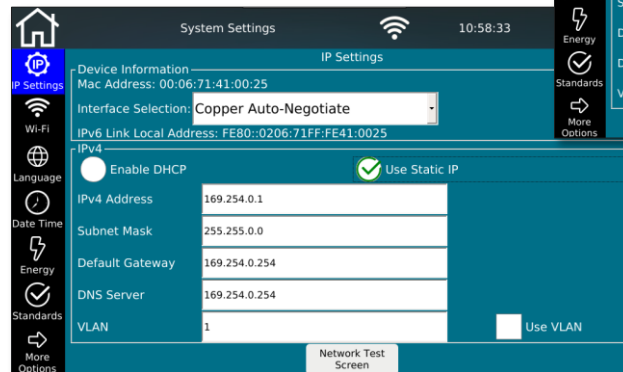 System Settings
10:58:33
IP Settings
IP
IP Settings
Wi-Fi
Language
Date Time
Energy
Standards
More
Options
Device Information
Mac Address: 00:06:71:41:00:25
Interface Selection: Copper Auto-Negotiate
IPv6 Link Local Address: FE80::0206:71FF:FE41:0025
IPv4
Enable DHCP
Use Static IP
IPv4 Address 169.254.0.1
Subnet Mask 255.255.0.0
Default Gateway 169.254.0.254
DNS Server 169.254.0.254
VLAN 1
Use VLAN
Network Test
Screen
Energy
Standards
More
Options
S
D
D
V